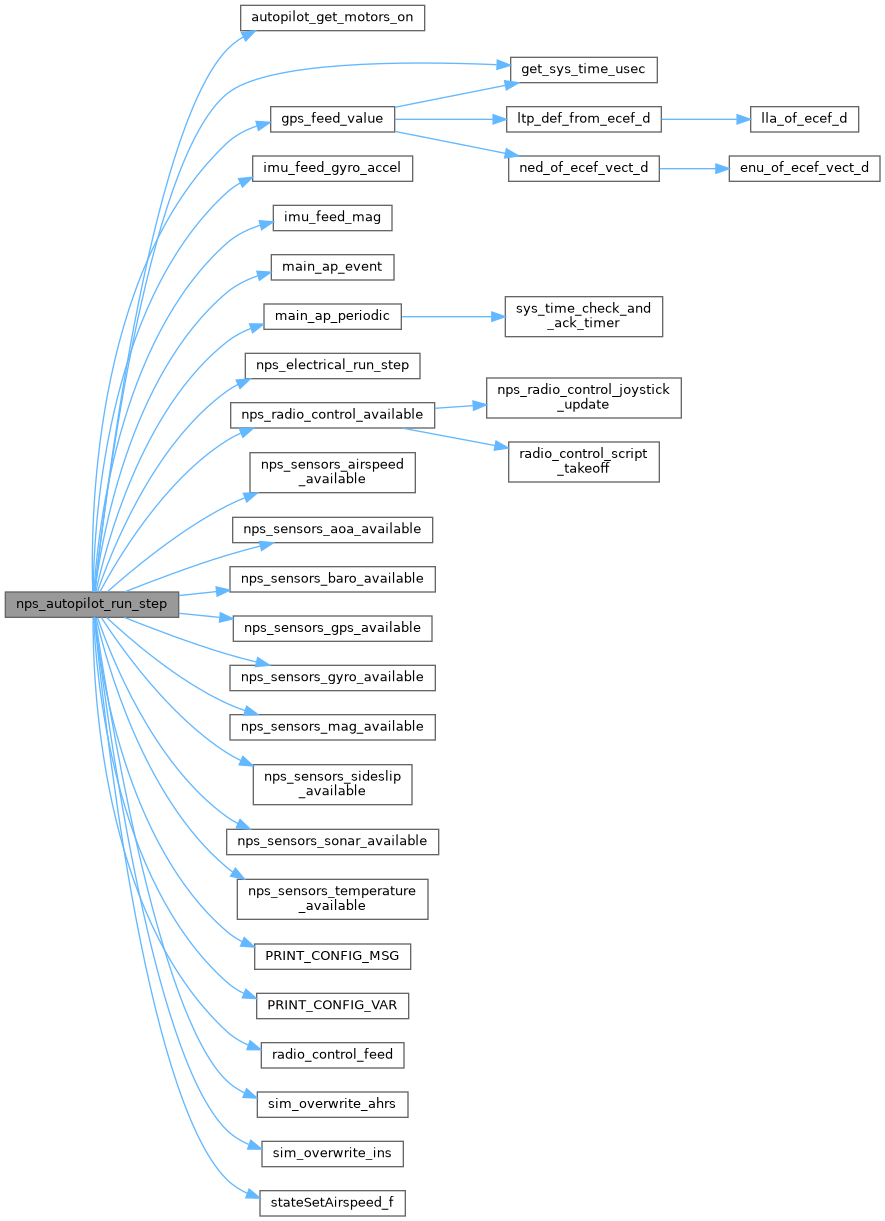 autopilot_get_motors_on
get_sys_time_usec
gps_feed_value
ltp_def_from_ecef_d
lla_of_ecef_d
ned_of_ecef_vect_d
enu_of_ecef_vect_d
imu_feed_gyro_accel
imu_feed_mag
main_ap_event
main_ap_periodic
sys_time_check_and
_ack_timer
nps_electrical_run_step
nps_radio_control_available
nps_radio_control_joystick
_update
radio_control_script
_takeoff
nps_sensors_airspeed
_available
nps_sensors_aoa_available
nps_sensors_baro_available
nps_autopilot_run_step
nps_sensors_gps_available
nps_sensors_gyro_available
nps_sensors_mag_available
nps_sensors_sideslip
_available
nps_sensors_sonar_available
nps_sensors_temperature
_available
PRINT_CONFIG_MSG
PRINT_CONFIG_VAR
radio_control_feed
sim_overwrite_ahrs
sim_overwrite_ins
stateSetAirspeed_f